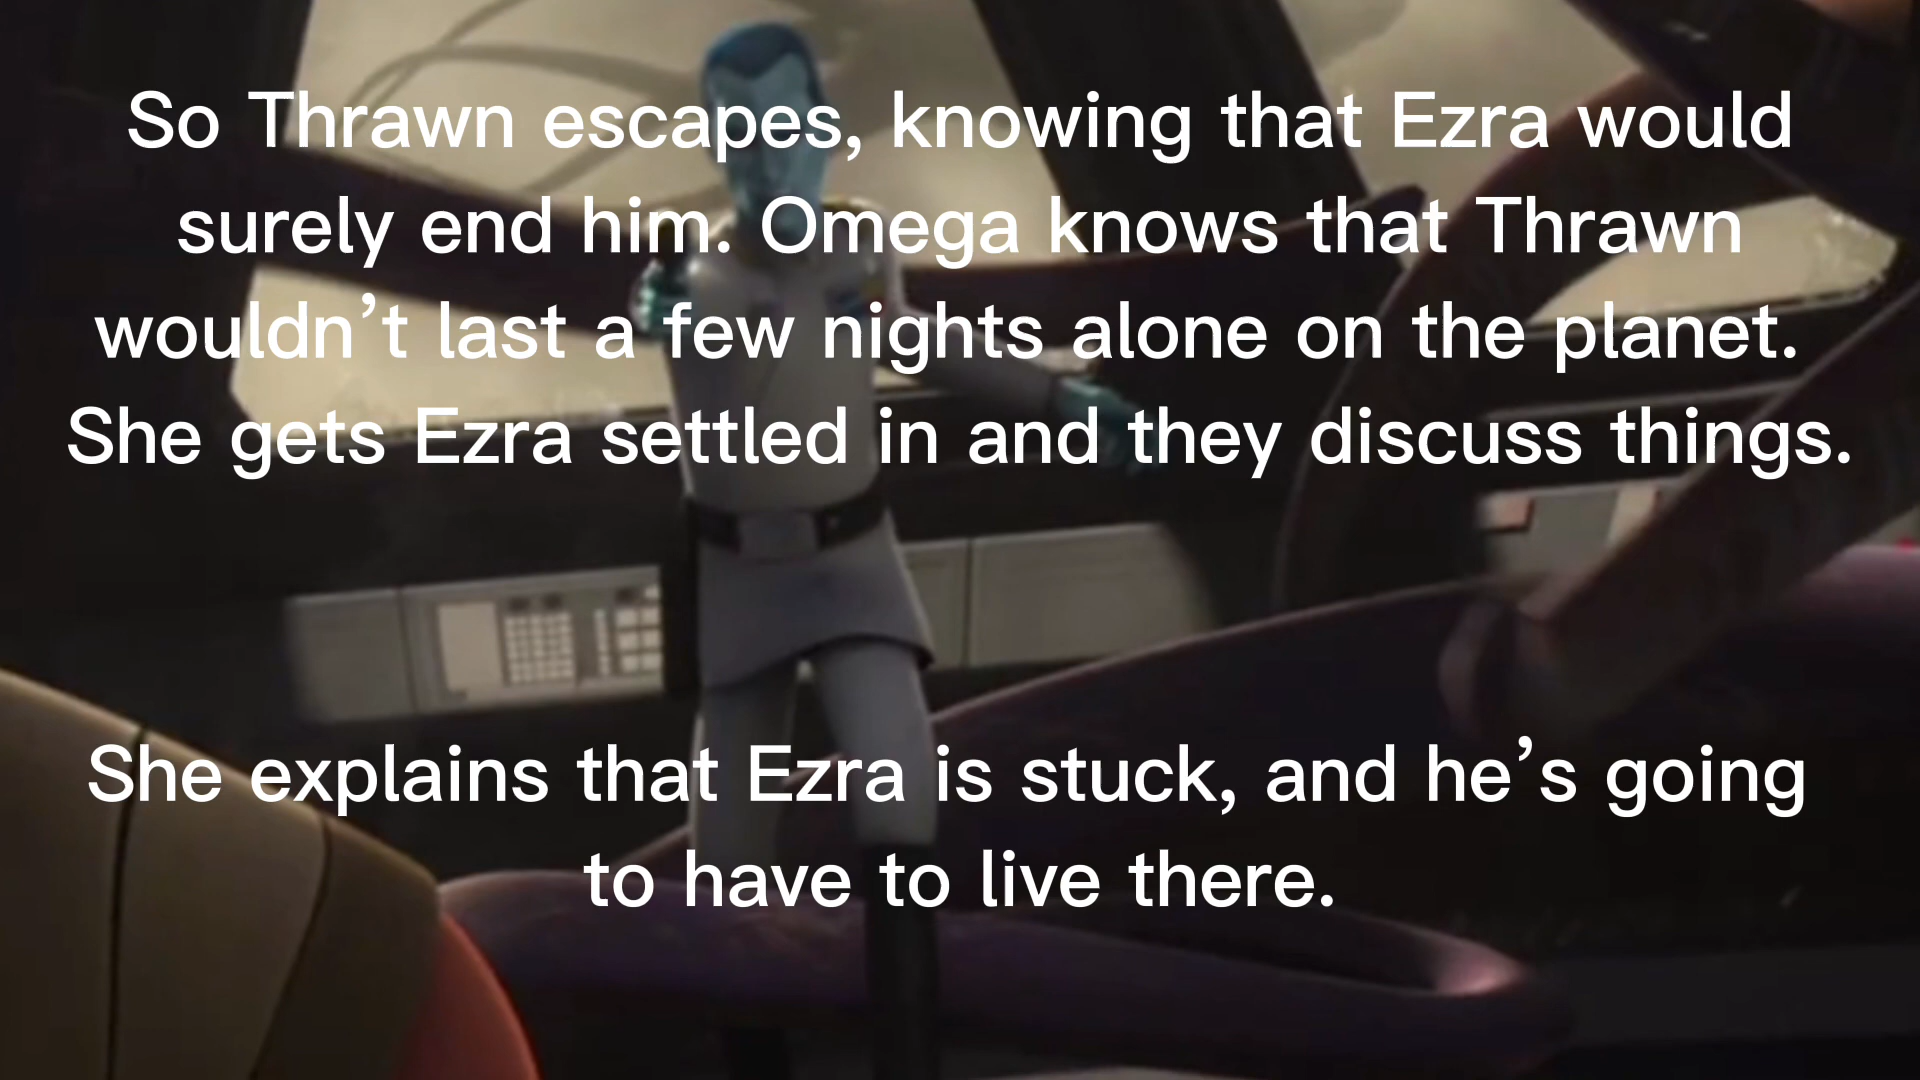 So Thrawn escapes, knowing that Ezra would
surely end him. Omega knows that Thrawn
wouldn’t last a few nights alone on the planet.
She gets Ezra settled in and they discuss things.
She explains that Ezra is stuck, and he’s going
to have to live there.